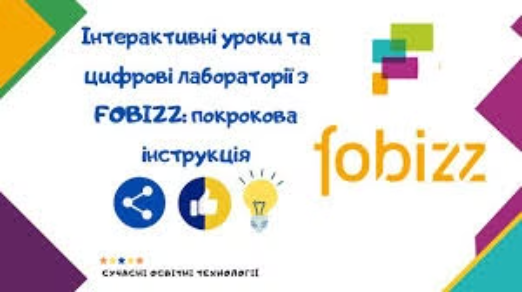 Інтерактивні уроки та
цифрові лабораторії з
FOBIZZ: покрокова
інструкція
fobizz
СУЧАСНІ ОСВІТНІ ТЕХНОЛОГІЇ